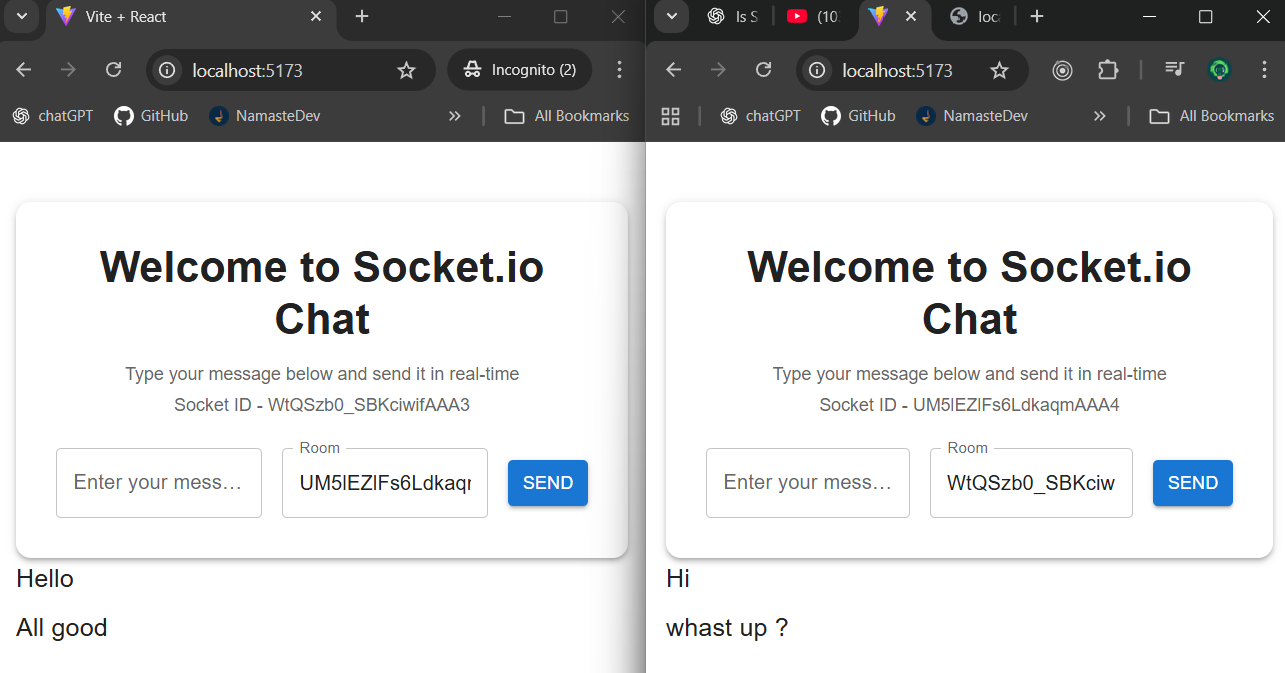 Vite + React
localhost:5173
Incognito (2)
chatGPT
GitHub
NamasteDev
All Bookmarks
Welcome to Socket.io
Chat
Type your message below and send it in real-time
Socket ID - WtQSzb0_SBKciwifAAA3
Enter your mess…
Room
UM5lEZlFs6Ldkaqr
SEND
Hello
All good
Is S
(10
loc
localhost:5173
chatGPT
GitHub
NamasteDev
All Bookmarks
Welcome to Socket.io
Chat
Type your message below and send it in real-time
Socket ID - UM5lEZlFs6LdkaqmAAA4
Enter your mess…
Room
WtQSzb0_SBKciw
SEND
Hi
whast up ?